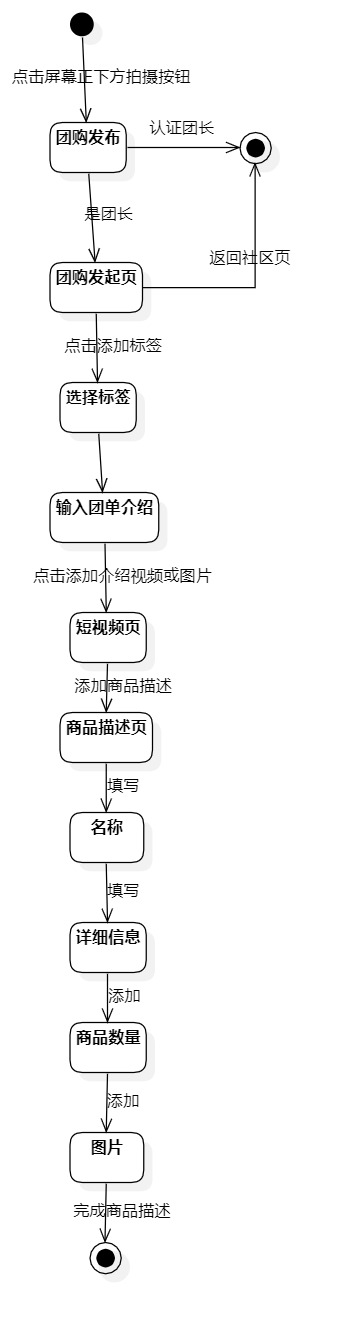 点击屏幕正下方拍摄按钮
团购发布
认证团长
是团长
返回社区页
团购发起页
点击添加标签
选择标签
输入团单介绍
点击添加介绍视频或图片
短视频页
添加商品描述
商品描述页
填写
名称
填写
详细信息
添加
商品数量
添加
图片
完成商品描述